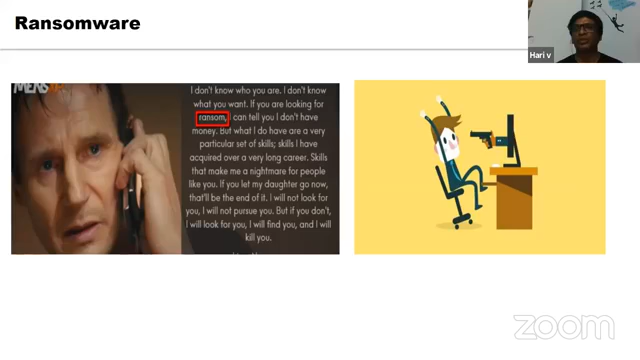 Ransomware
Hari v
I don't know who you are. I don't know
what you want. If you are looking for
ransom, I can tell you I don't have
money. But what I do have are a very
particular set of skills; skills I have
acquired over a very long career. Skills
that make me a nightmare for people
like you. If you let my daughter go now,
that'll be the end of it. I will not look for
you, I will not pursue you. But if you don't,
I will look for you, I will find you, and I will
kill you.
zoom